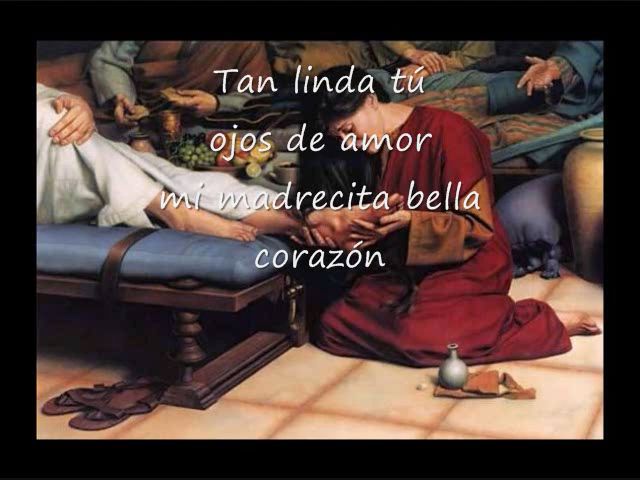 Tan linda tú
ojos de amor
mi madrecita bella
corazón